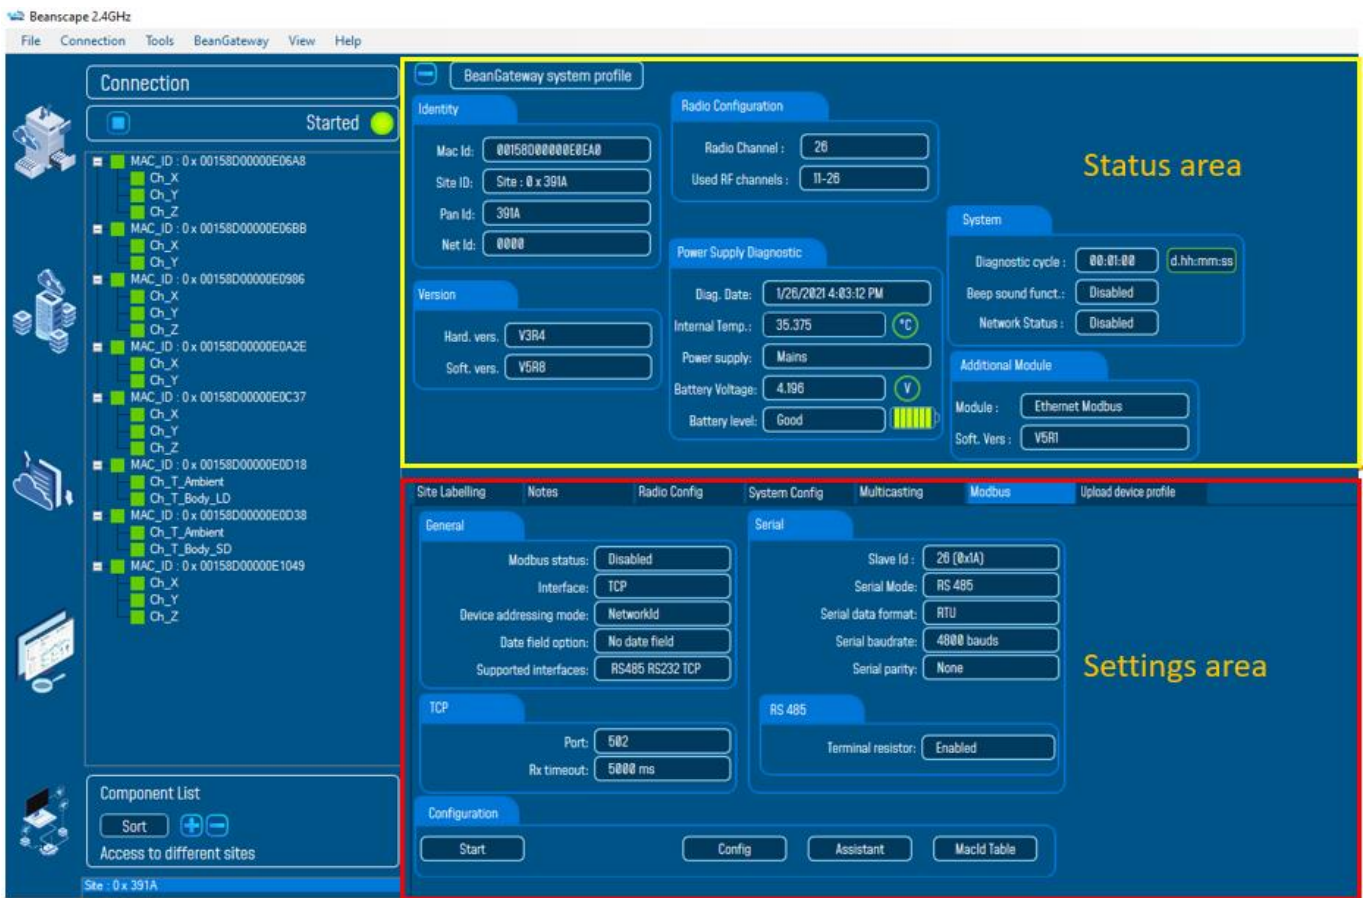 Beanscape 2.4GHz
File Connection Tools BeanGateway View Help
Connection
Started
MAC_ID : 0 x 00158D00000E06A8
Ch_X
Ch_Y
Ch_Z
MAC_ID : 0 x 00158D00000E06BB
Ch_X
Ch_Y
MAC_ID : 0 x 00158D00000E0986
Ch_X
Ch_Y
Ch_Z
MAC_ID : 0 x 00158D00000E0A2E
Ch_X
Ch_Y
MAC_ID : 0 x 00158D00000E0C37
Ch_X
Ch_Y
Ch_Z
MAC_ID : 0 x 00158D00000E0D18
Ch_T_Ambient
Ch_T_Body_LD
MAC_ID : 0 x 00158D00000E0D38
Ch_T_Ambient
Ch_T_Body_SD
MAC_ID : 0 x 00158D00000E1049
Ch_X
Ch_Y
Ch_Z
Component List
Sort
Access to different sites
Site : 0 x 391A
BeanGateway system profile
Identity
Mac Id: 00158D00000E0EA0
Site ID: Site : 0 x 391A
Pan Id: 391A
Net Id: 0000
Version
Hard. vers. V3R4
Soft. vers. V5R8
Radio Configuration
Radio Channel : 26
Used RF channels : 11-26
Power Supply Diagnostic
Diag. Date: 1/26/2021 4:03:12 PM
Internal Temp.: 35.375 °C
Power supply: Mains
Battery Voltage: 4.196 V
Battery level: Good
Status area
System
Diagnostic cycle : 00:01:00 d.hh:mm:ss
Beep sound funct.: Disabled
Network Status : Disabled
Additional Module
Module : Ethernet Modbus
Soft. Vers : V5R1
Site Labelling Notes Radio Config System Config Multicasting Modbus Upload device profile
General
Modbus status: Disabled
Interface: TCP
Device addressing mode: NetworkId
Date field option: No date field
Supported interfaces: RS485 RS232 TCP
TCP
Port: 502
Rx timeout: 5000 ms
Serial
Slave Id : 26 (0x1A)
Serial Mode: RS 485
Serial data format: RTU
Serial baudrate: 4800 bauds
Serial parity: None
RS 485
Terminal resistor: Enabled
Settings area
Configuration
Start Config Assistant MacId Table